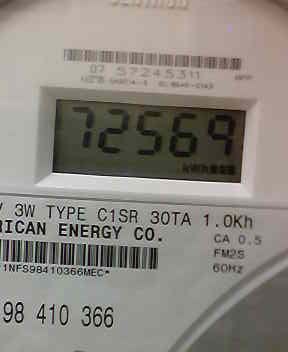 07 57245311
72569
kWh
V 3W TYPE C1SR 30TA 1.0Kh
RICAN ENERGY CO.
CA 0.5
FM2S
1NFS98410366MEC*
60Hz
98 410 366